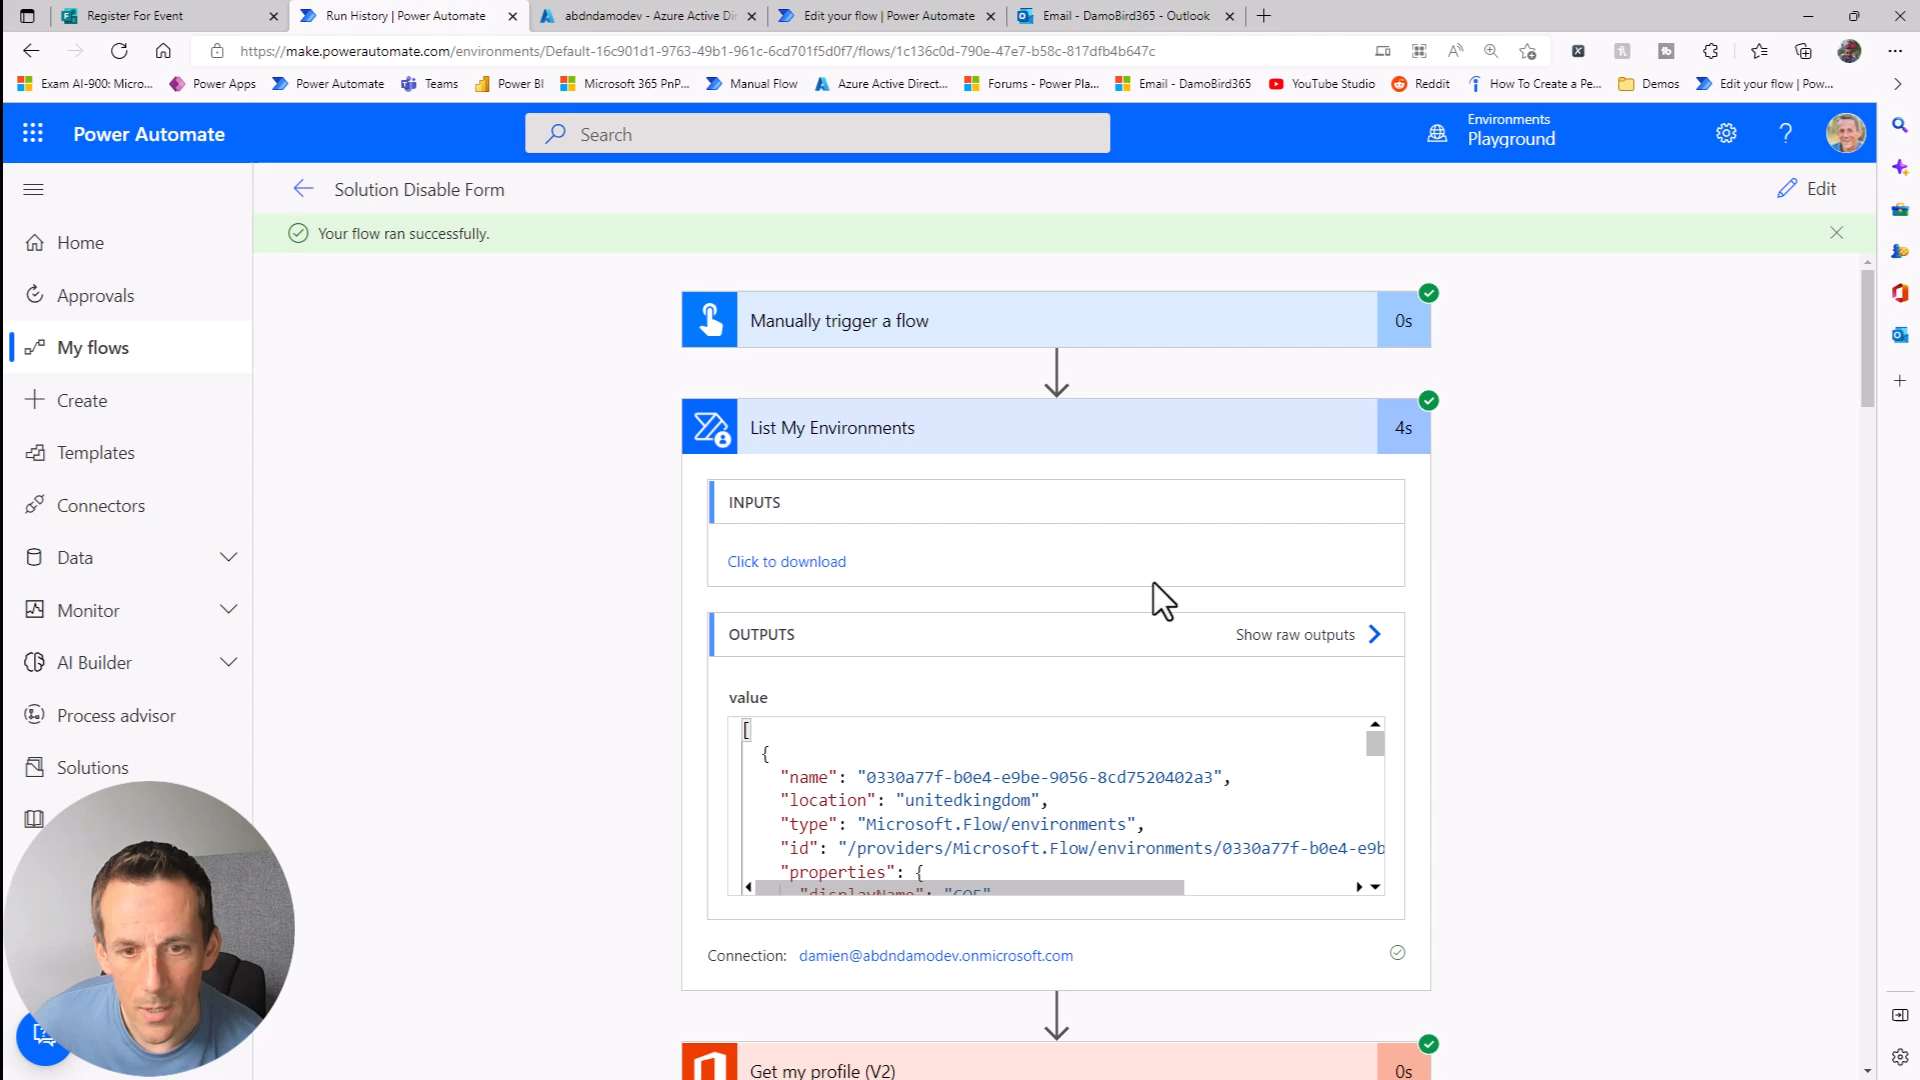 Register For Event
Run History | Power Automate
abdndamodev - Azure Active Di
Edit your flow | Power Automate
Email - DamoBird365 - Outlook
https://make.powerautomate.com/environments/Default-16c901d1-9763-49b1-961c-6cd701f5d0f7/flows/1c136c0d-790e-47e7-b58c-817dfb4b647c
Exam AI-900: Micro...
Power Apps
Power Automate
Teams
Power BI
Microsoft 365 PnP...
Manual Flow
Azure Active Direct...
Forums - Power Pla...
Email - DamoBird365
YouTube Studio
Reddit
How To Create a Pe...
Demos
Edit your flow | Pow...
Power Automate
Search
Environments
Playground
Solution Disable Form
Edit
Your flow ran successfully.
Home
Approvals
My flows
Create
Templates
Connectors
Data
Monitor
AI Builder
Process advisor
Solutions
Manually trigger a flow
0s
List My Environments
4s
INPUTS
Click to download
OUTPUTS
Show raw outputs
value
[
{
"name": "0330a77f-b0e4-e9be-9056-8cd7520402a3",
"location": "unitedkingdom",
"type": "Microsoft.Flow/environments",
"id": "/providers/Microsoft.Flow/environments/0330a77f-b0e4-e9b
"properties": {
"displayName": "COE"
Connection: damien@abdndamodev.onmicrosoft.com
Get my profile (V2)
0s